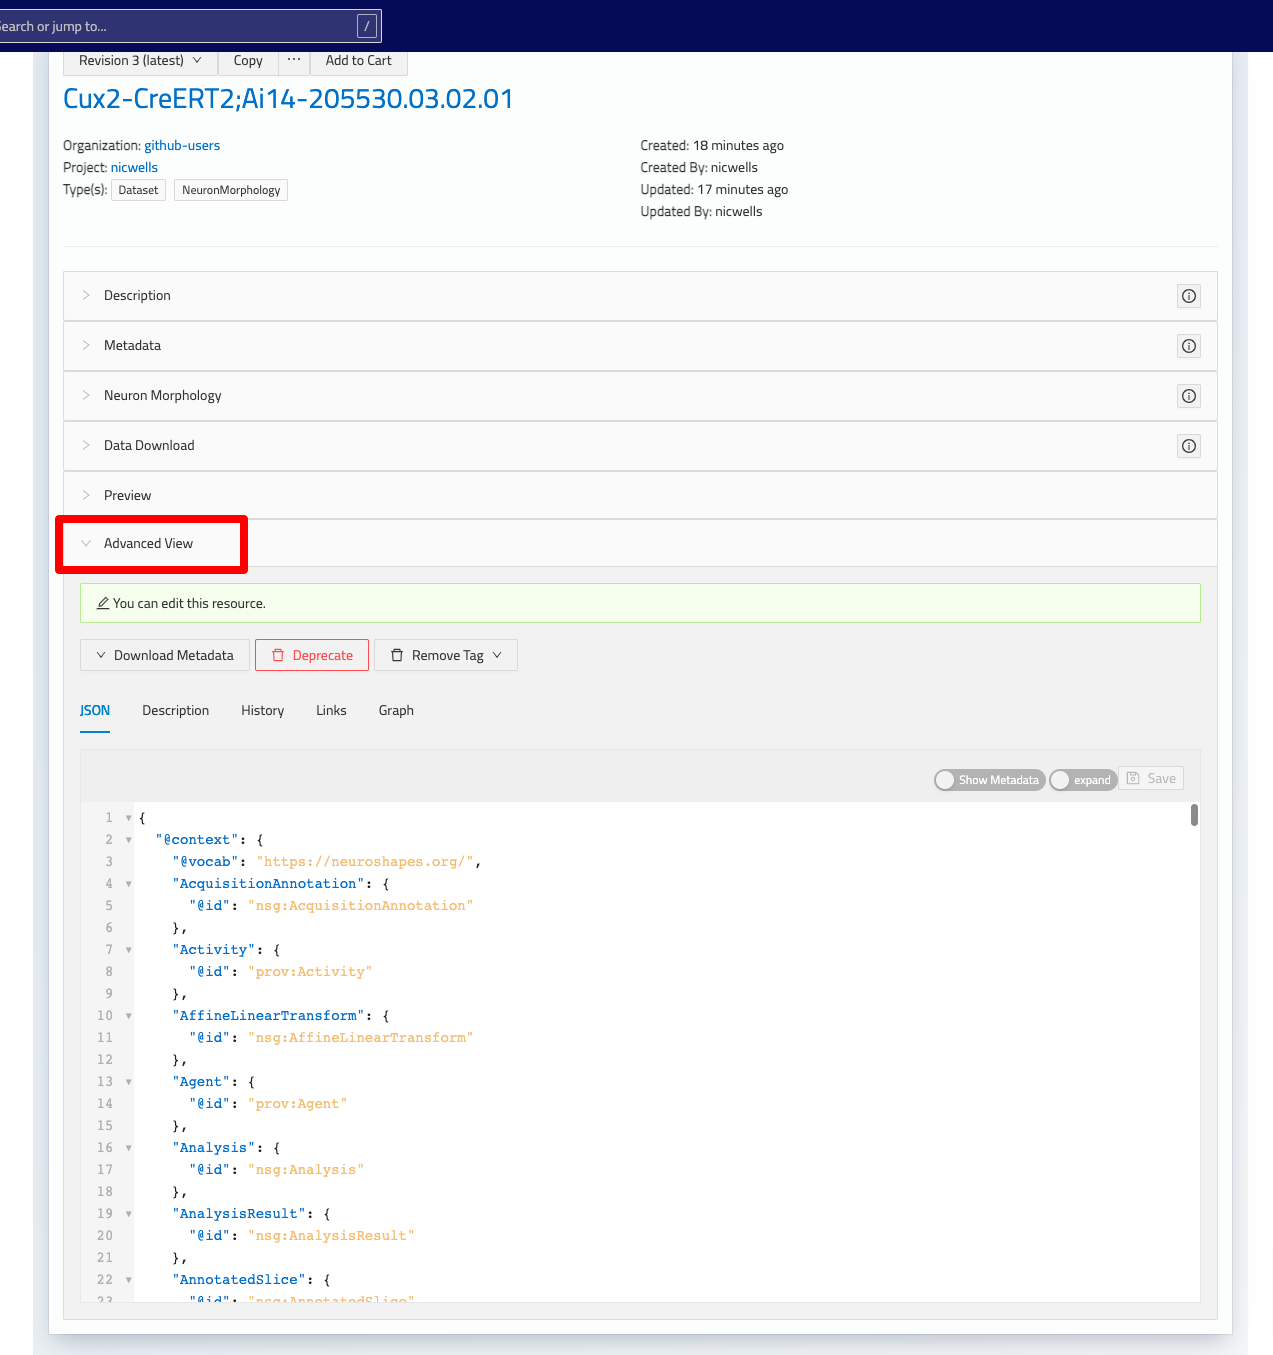 Search or jump to... /
Revision 3 (latest) Copy ··· Add to Cart
Cux2-CreERT2;Ai14-205530.03.02.01
Organization: github-users
Project: nicwells
Type(s): Dataset NeuronMorphology
Created: 18 minutes ago
Created By: nicwells
Updated: 17 minutes ago
Updated By: nicwells
Description
Metadata
Neuron Morphology
Data Download
Preview
Advanced View
You can edit this resource.
Download Metadata Deprecate Remove Tag
JSON Description History Links Graph
Show Metadata expand Save
1 {
2 "@context": {
3 "@vocab": "https://neuroshapes.org/",
4 "AcquisitionAnnotation": {
5 "@id": "nsg:AcquisitionAnnotation"
6 },
7 "Activity": {
8 "@id": "prov:Activity"
9 },
10 "AffineLinearTransform": {
11 "@id": "nsg:AffineLinearTransform"
12 },
13 "Agent": {
14 "@id": "prov:Agent"
15 },
16 "Analysis": {
17 "@id": "nsg:Analysis"
18 },
19 "AnalysisResult": {
20 "@id": "nsg:AnalysisResult"
21 },
22 "AnnotatedSlice": {
23 "@id": "nsg:AnnotatedSlice"